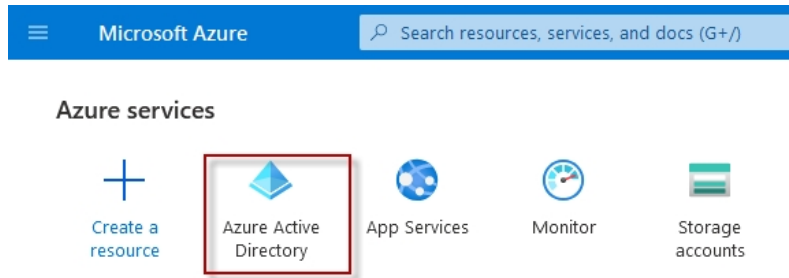 Microsoft Azure
Search resources, services, and docs (G+/)
Azure services
Create a
resource
Azure Active
Directory
App Services
Monitor
Storage
accounts